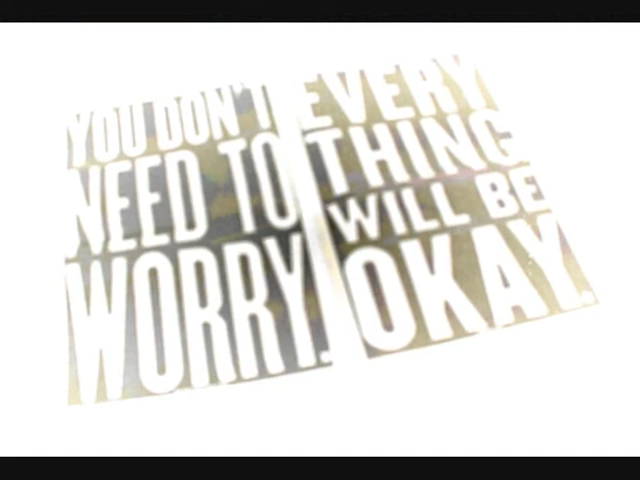 YOU DON'T
NEED TO
WORRY.
EVERY
THING
WILL BE
OKAY.